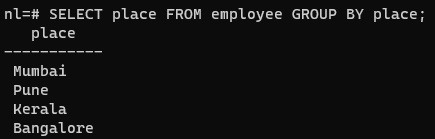 nl=# SELECT place FROM employee GROUP BY place;
place
-----------
Mumbai
Pune
Kerala
Bangalore